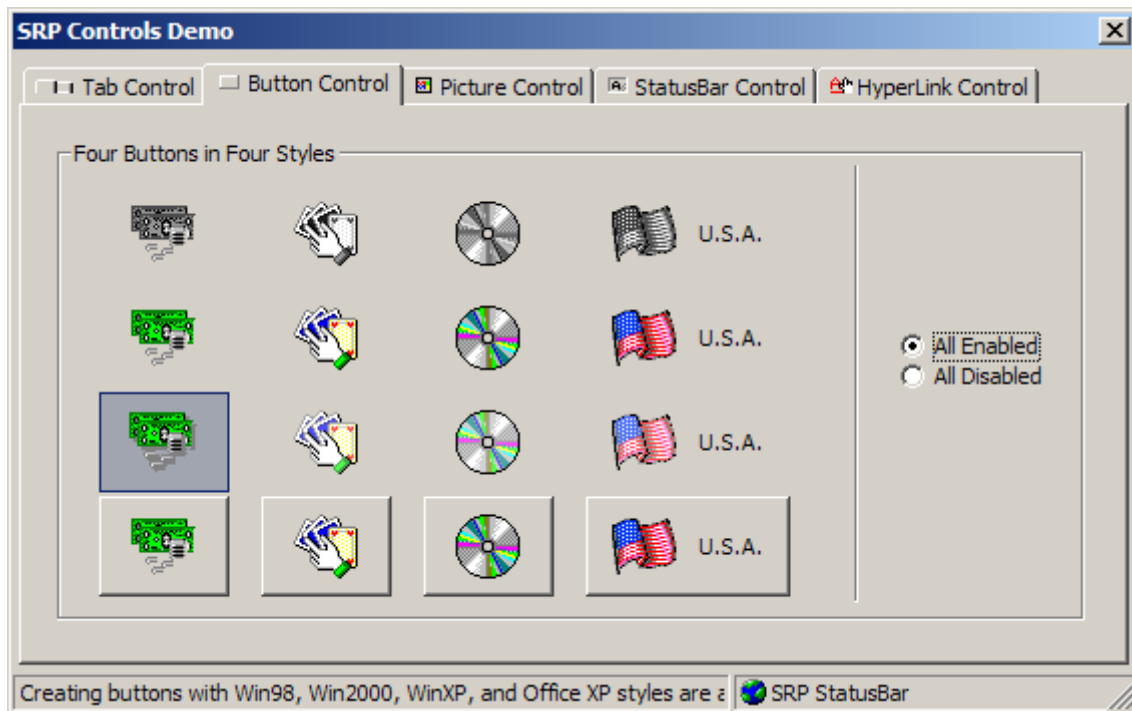 SRP Controls Demo
Tab Control Button Control Picture Control StatusBar Control HyperLink Control
Four Buttons in Four Styles
U.S.A.
U.S.A.
All Enabled
All Disabled
U.S.A.
U.S.A.
Creating buttons with Win98, Win2000, WinXP, and Office XP styles are a SRP StatusBar